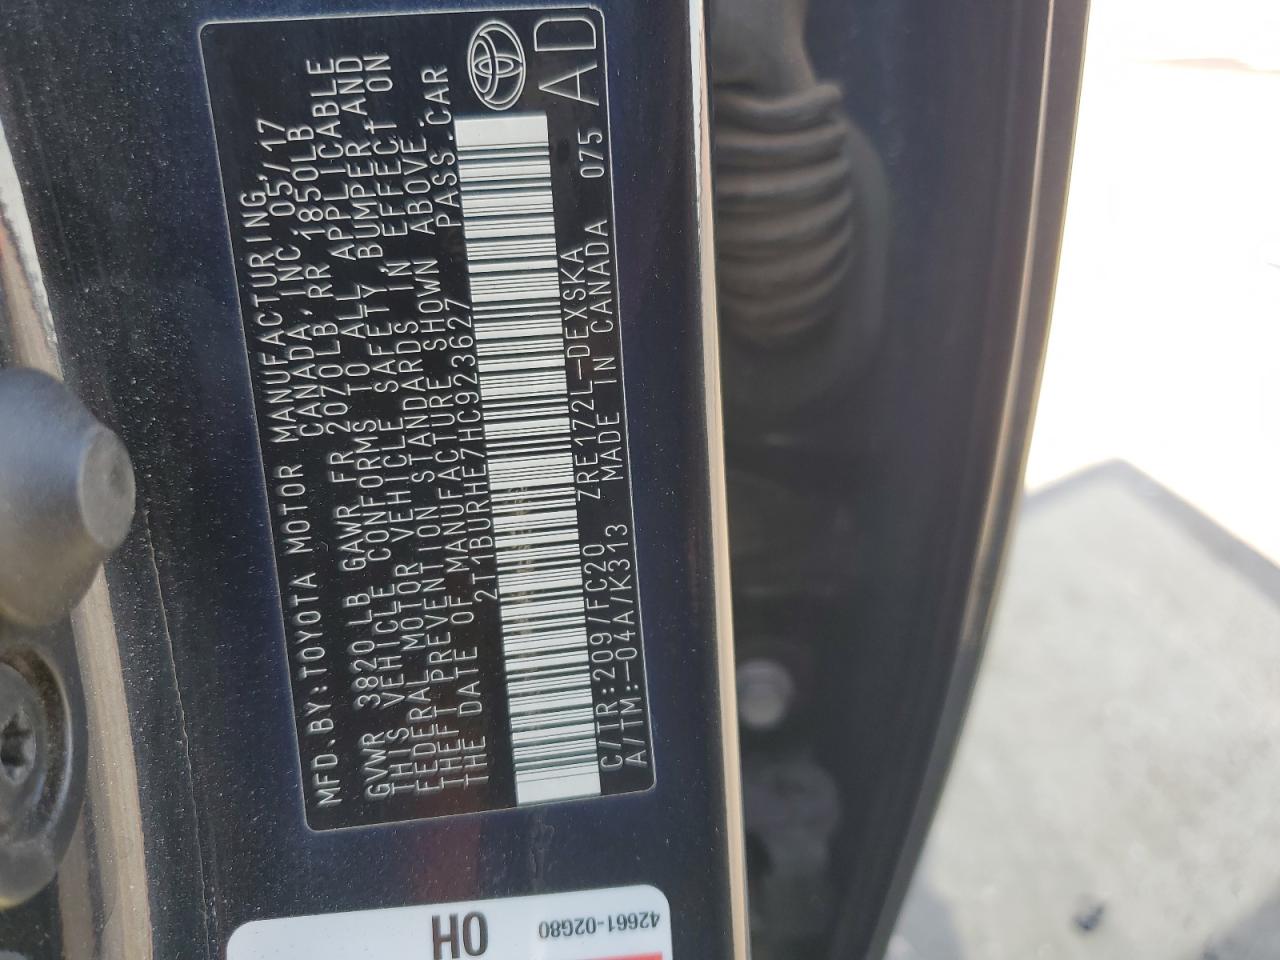 MFD.BY:TOYOTA MOTOR MANUFACTURING,
CANADA,INC. 05/17
GVWR 3820LB GAWR FR 2070LB RR 1850LB
THIS VEHICLE CONFORMS TO ALL APPLICABLE
FEDERAL MOTOR VEHICLE SAFETY,BUMPER,AND
THEFT PREVENTION STANDARDS IN EFFECT ON
THE DATE OF MANUFACTURE SHOWN ABOVE.
2T1BURHE7HC923627 PASS.CAR
C/TR:209/FC20 ZRE172L-DEXSKA 075
A/TM:-04A/K313 MADE IN CANADA AD
42661-02G80
OH